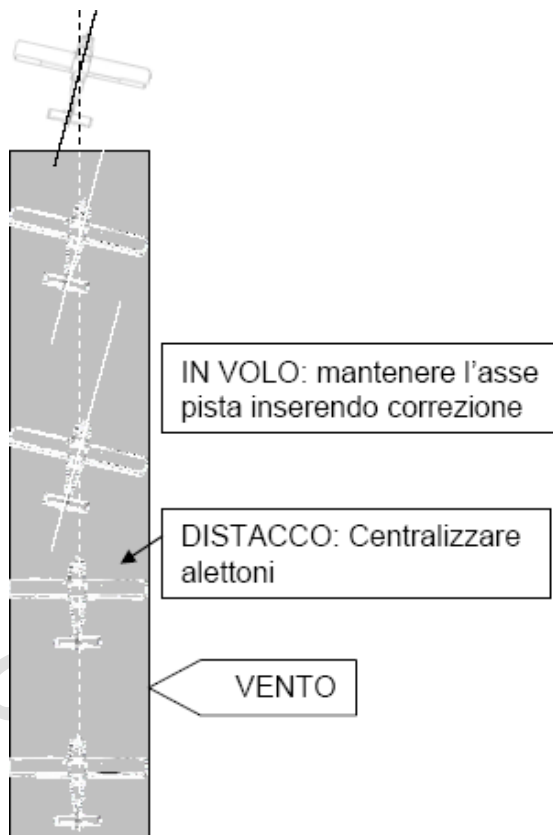 IN VOLO: mantenere l'asse
pista inserendo correzione
DISTACCO: Centralizzare
alettoni
VENTO